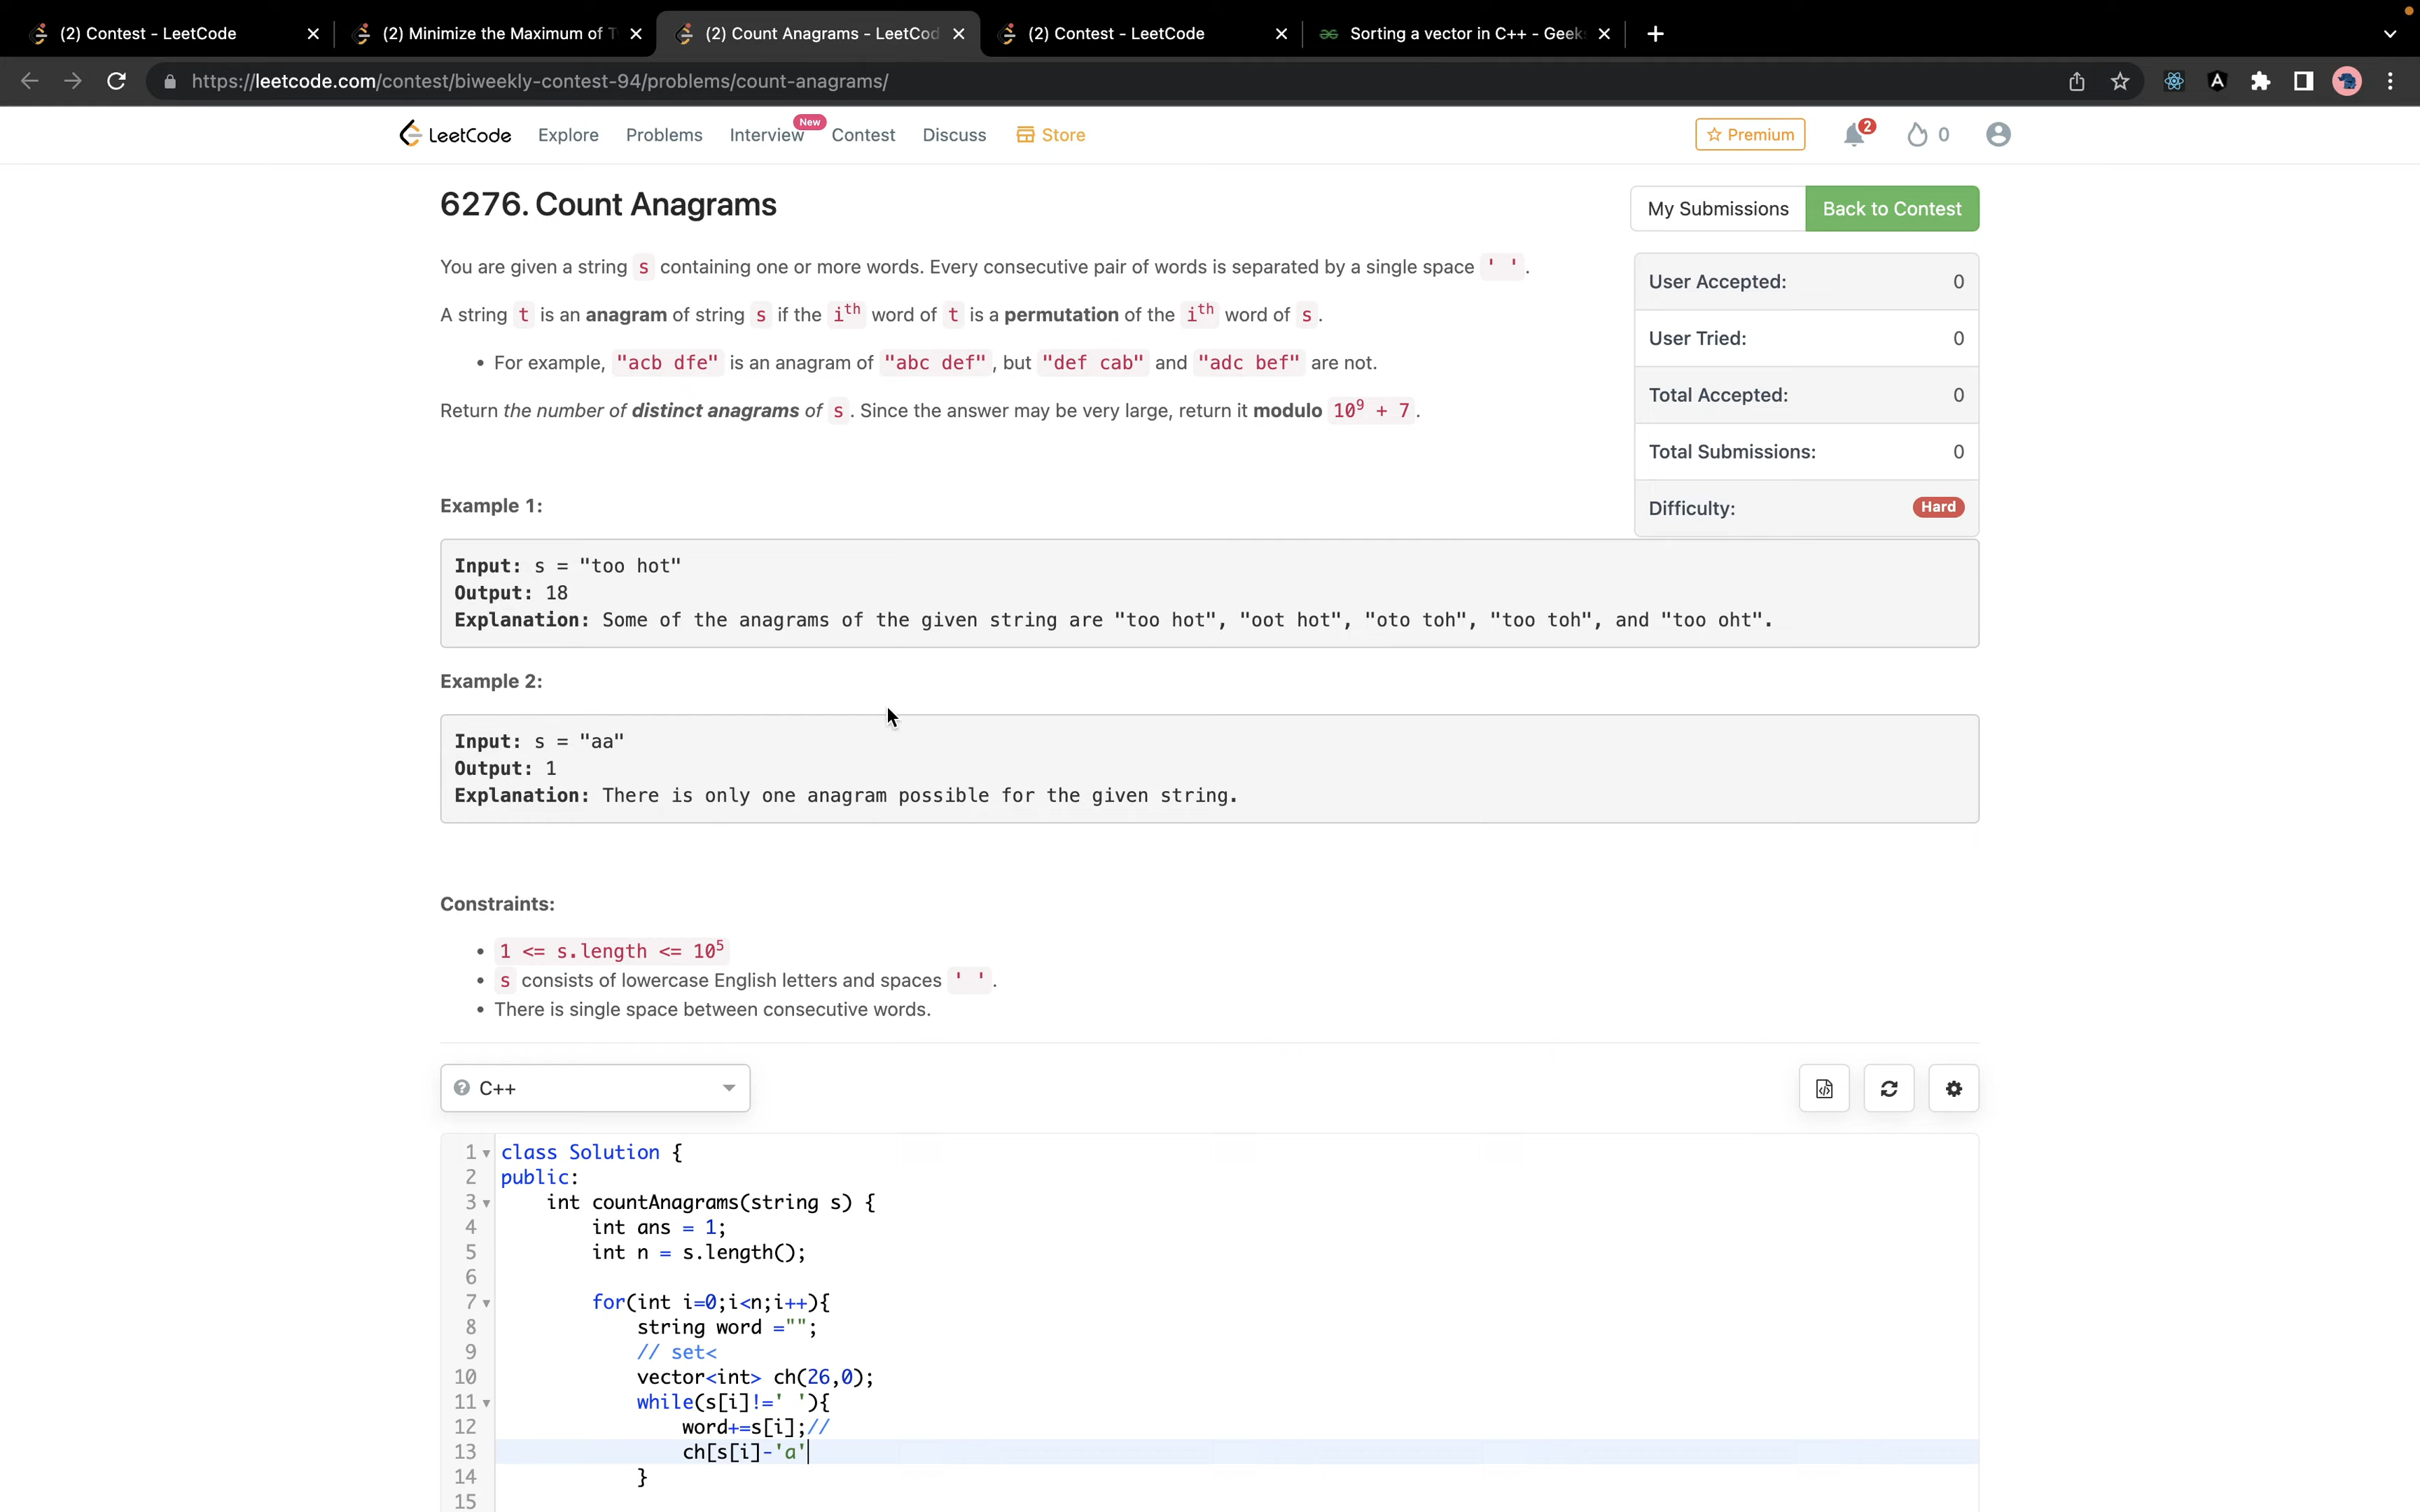 (2) Contest - LeetCode
(2) Minimize the Maximum of T
(2) Count Anagrams - LeetCod
(2) Contest - LeetCode
Sorting a vector in C++ - Geek
https://leetcode.com/contest/biweekly-contest-94/problems/count-anagrams/
LeetCode
Explore
Problems
Interview
New
Contest
Discuss
Store
Premium
2
0
6276. Count Anagrams
My Submissions
Back to Contest
You are given a string s containing one or more words. Every consecutive pair of words is separated by a single space ' '.
A string t is an anagram of string s if the ith word of t is a permutation of the ith word of s.
• For example, "acb dfe" is an anagram of "abc def", but "def cab" and "adc bef" are not.
Return the number of distinct anagrams of s. Since the answer may be very large, return it modulo 10^9 + 7.
User Accepted: 0
User Tried: 0
Total Accepted: 0
Total Submissions: 0
Difficulty: Hard
Example 1:
Input: s = "too hot"
Output: 18
Explanation: Some of the anagrams of the given string are "too hot", "oot hot", "oto toh", "too toh", and "too oht".
Example 2:
Input: s = "aa"
Output: 1
Explanation: There is only one anagram possible for the given string.
Constraints:
• 1 <= s.length <= 10^5
• s consists of lowercase English letters and spaces ' '.
• There is single space between consecutive words.
C++
1 class Solution {
2 public:
3     int countAnagrams(string s) {
4         int ans = 1;
5         int n = s.length();
6
7         for(int i=0;i<n;i++){
8             string word ="";
9             // set<
10             vector<int> ch(26,0);
11             while(s[i]!=' '){
12                 word+=s[i];//
13                 ch[s[i]-'a'
14             }
15